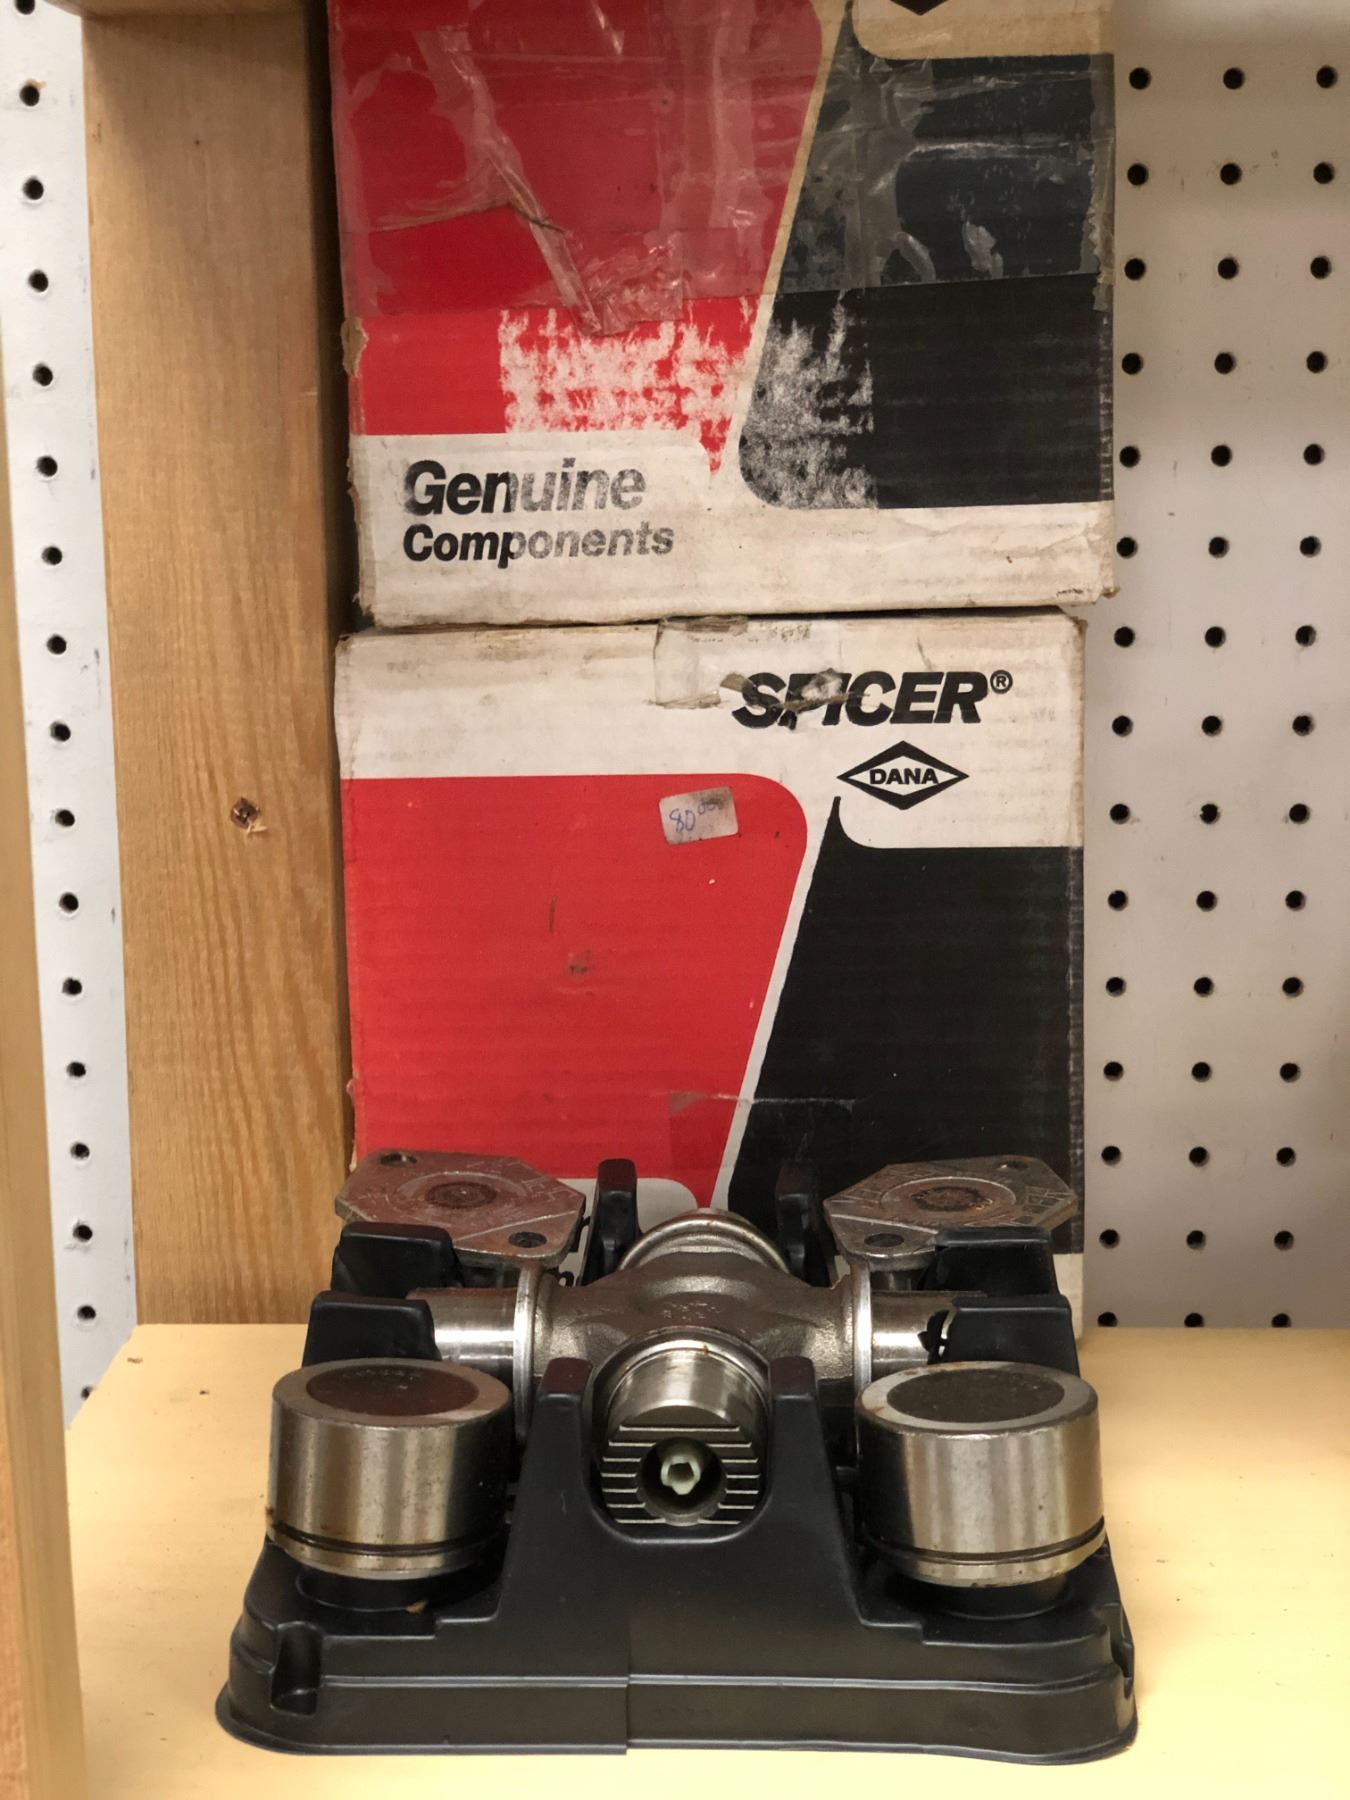 Genuine
Components
SPICER®
DANA
80